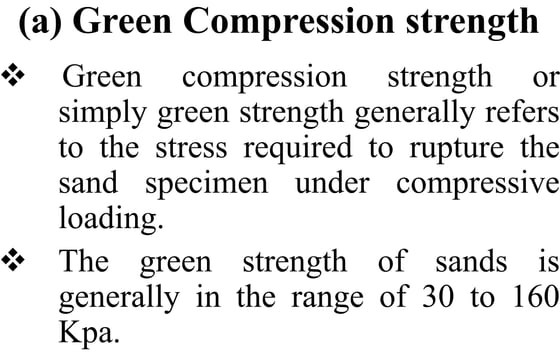 (a) Green Compression strength
❖ Green compression strength or
simply green strength generally refers
to the stress required to rupture the
sand specimen under compressive
loading.
❖ The green strength of sands is
generally in the range of 30 to 160
Kpa.